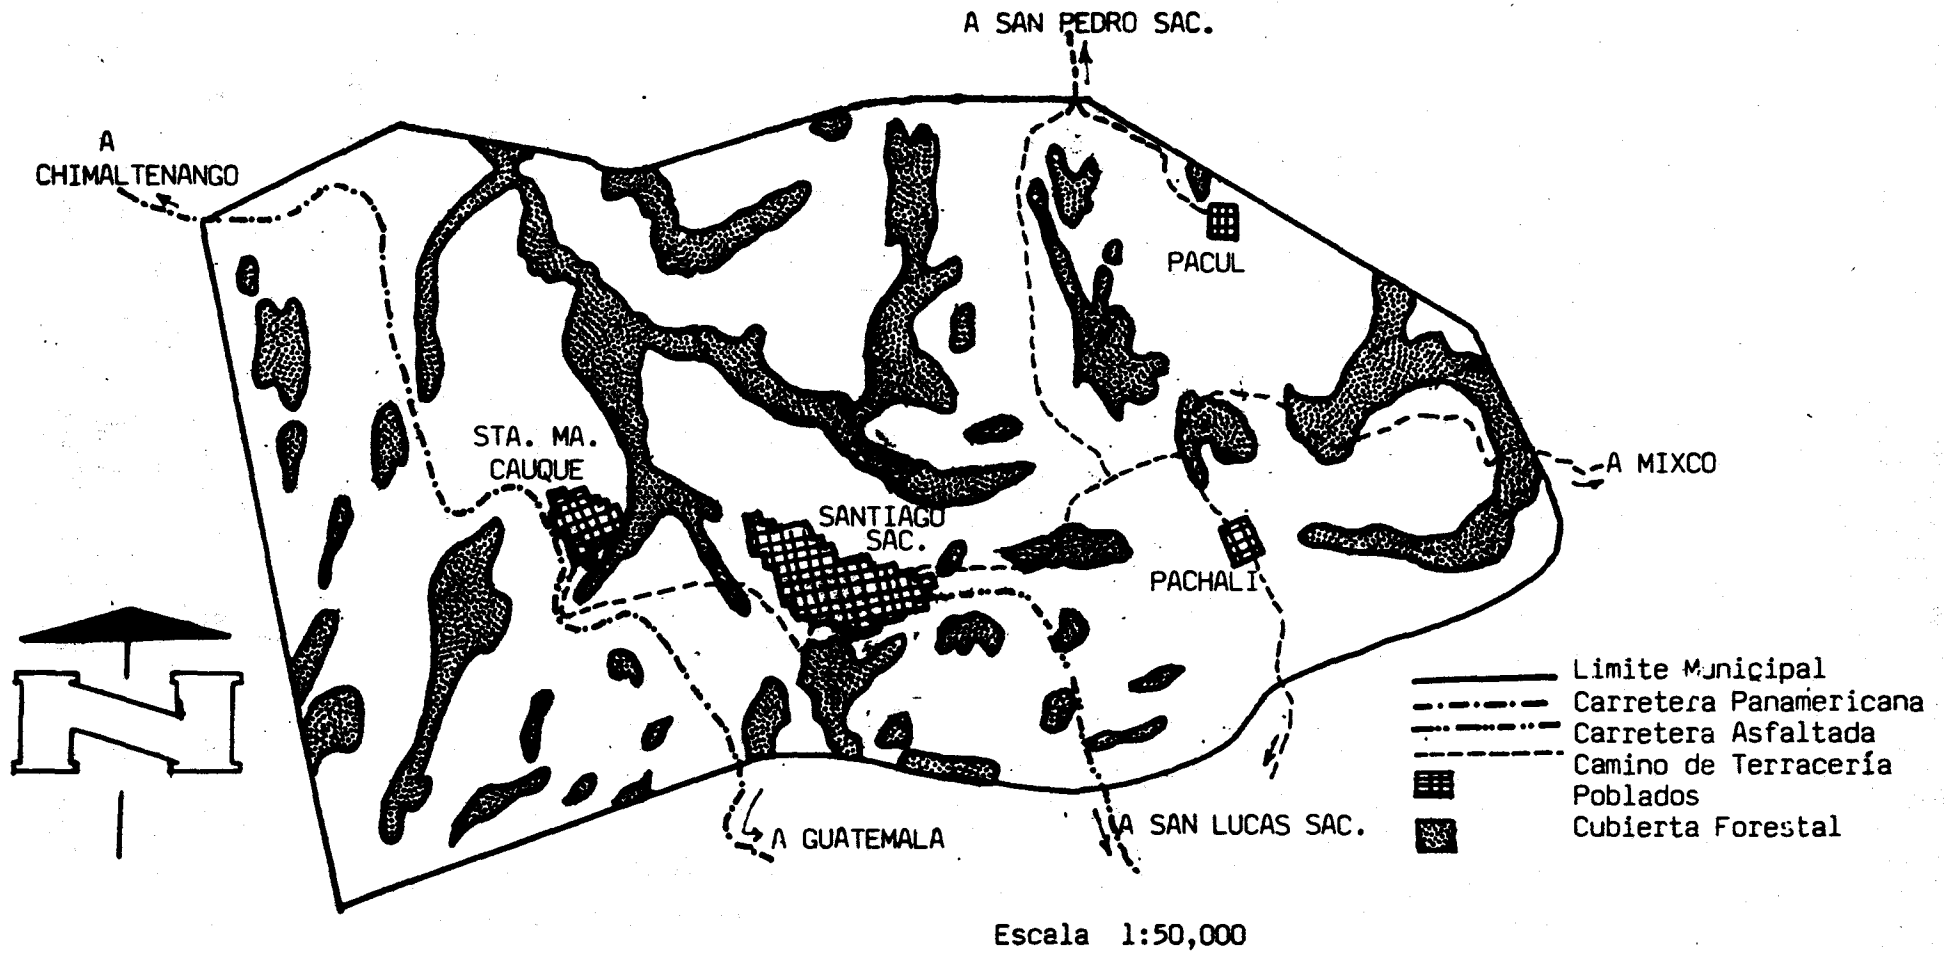 A SAN PEDRO SAC.
A
CHIMALTENANGO
PACUL
STA. MA.
CAUQUE
A MIXCO
SANTIAGO
SAC.
PACHALI
N
Limite Municipal
Carretera Panamericana
Carretera Asfaltada
Camino de Terracería
Poblados
Cubierta Forestal
A GUATEMALA
A SAN LUCAS SAC.
Escala 1:50,000